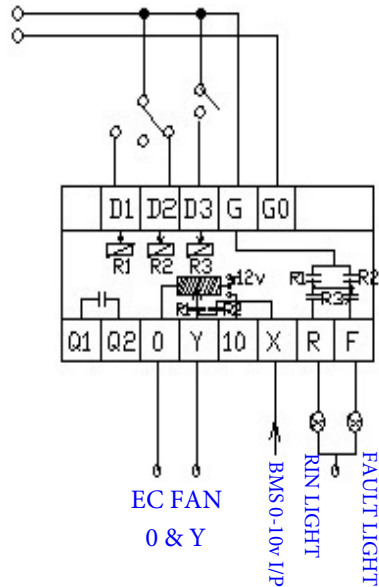 D1 D2 D3 G G0
R1 R2 R3
12v
R1 R2
R3
R1 R2
Q1 Q2 0 Y 10 X R F
EC FAN
0 & Y
BMS 0-10v I/P
RIN LIGHT
FAULT LIGHT